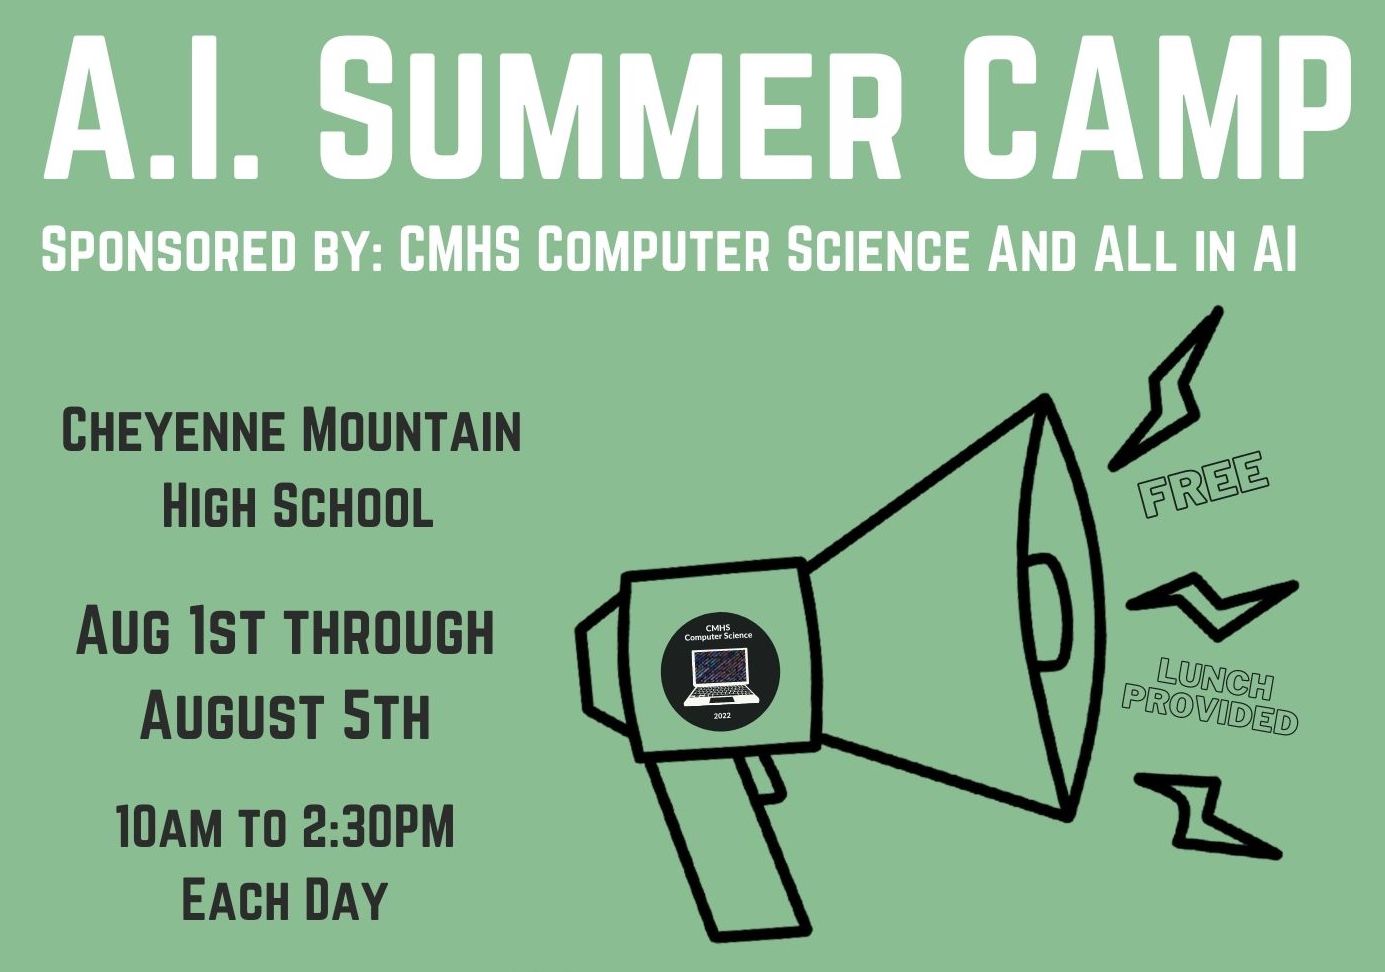 A.I. Summer CAMP
Sponsored by: CMHS Computer Science And ALL in AI
Cheyenne Mountain
High School
Aug 1st through
August 5th
10am to 2:30PM
Each Day
FREE
LUNCH
PROVIDED
CMHS
Computer Science
2022